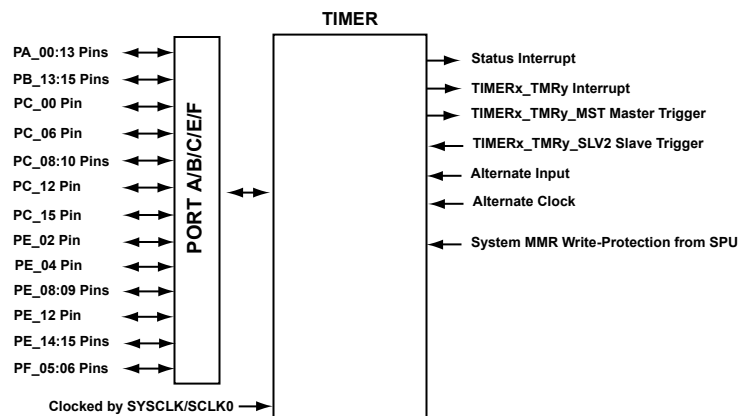 TIMER
PA_00:13 Pins
PB_13:15 Pins
PC_00 Pin
PC_06 Pin
PC_08:10 Pins
PC_12 Pin
PC_15 Pin
PE_02 Pin
PE_04 Pin
PE_08:09 Pins
PE_12 Pin
PE_14:15 Pins
PF_05:06 Pins
PORT A/B/C/E/F
Clocked by SYSCLK/SCLK0
Status Interrupt
TIMERx_TMRy Interrupt
TIMERx_TMRy_MST Master Trigger
TIMERx_TMRy_SLV2 Slave Trigger
Alternate Input
Alternate Clock
System MMR Write-Protection from SPU